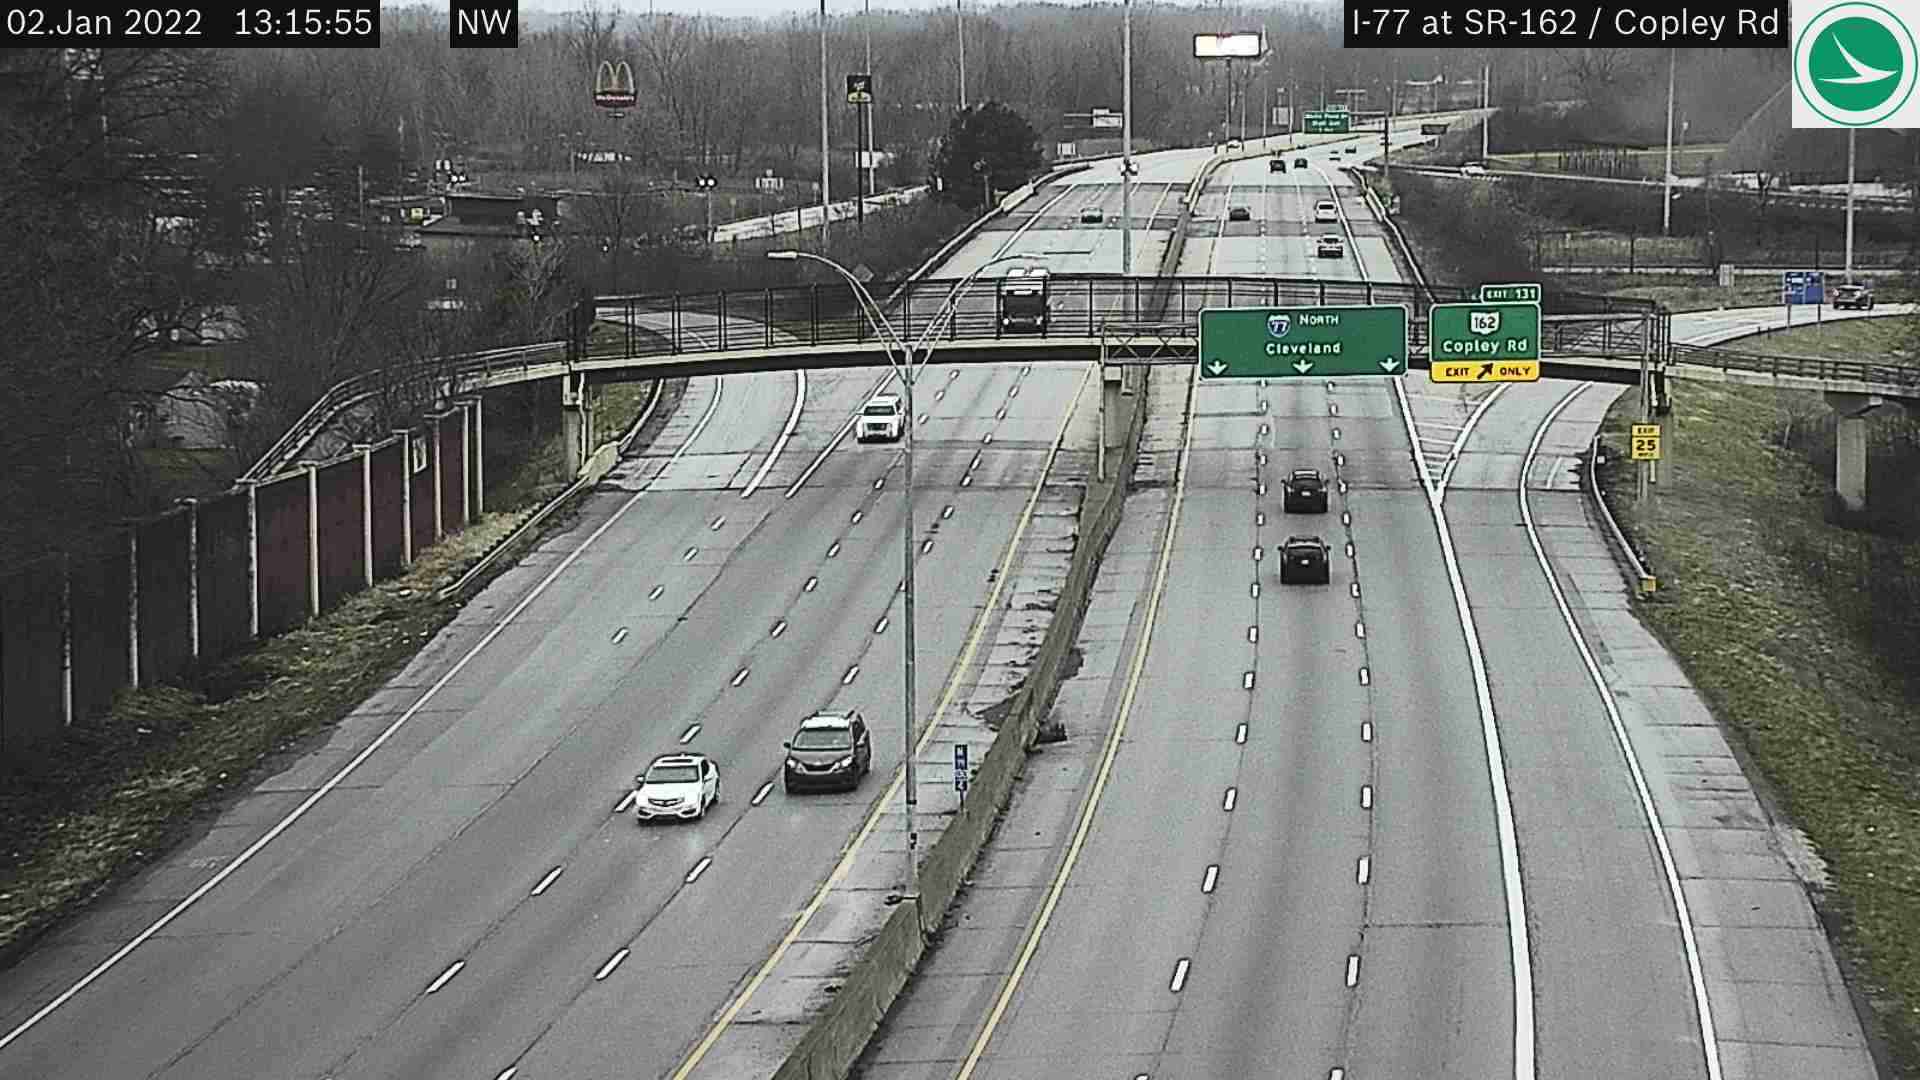 02.Jan 2022 13:15:55
NW
I-77 at SR-162 / Copley Rd
McDonald's
EXIT 131
77 NORTH
Cleveland
162
Copley Rd
EXIT ONLY
EXIT
25